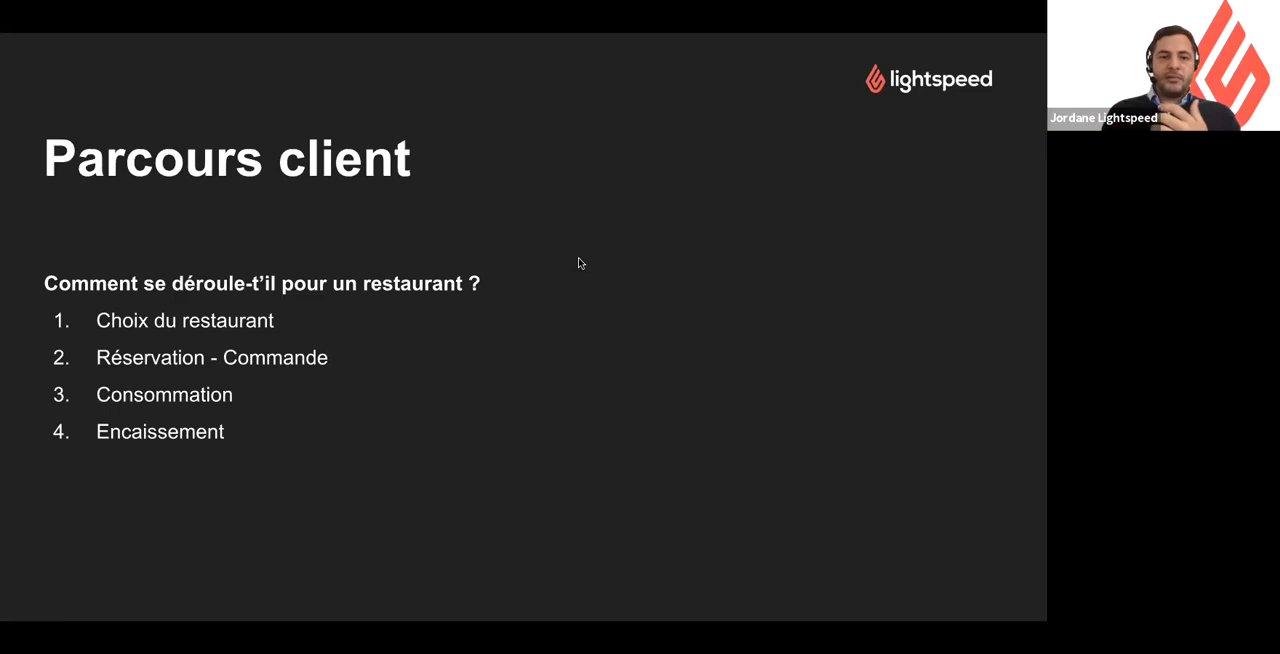 lightspeed
Jordane Lightspeed
Parcours client
Comment se déroule-t’il pour un restaurant ?
1. Choix du restaurant
2. Réservation - Commande
3. Consommation
4. Encaissement